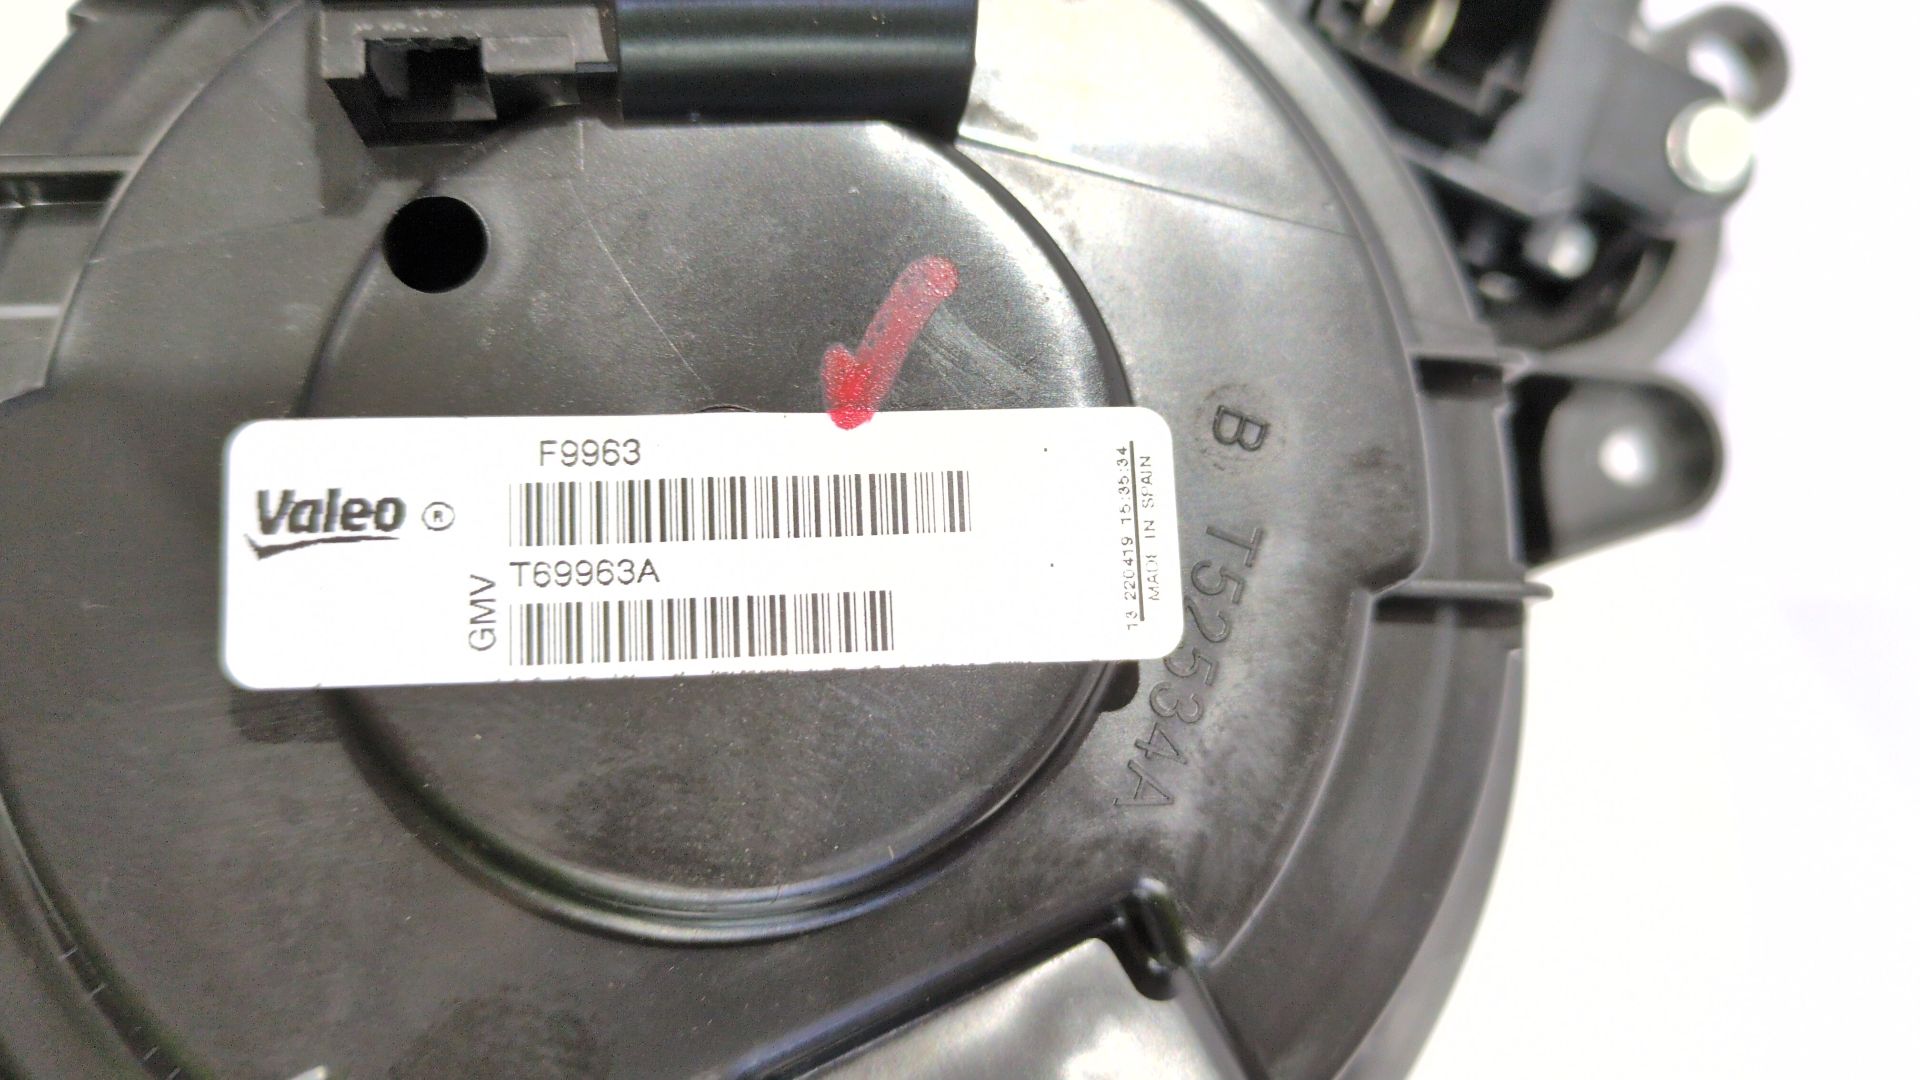 F9963
Valeo ®
T69963A
GMV
13 220419 15:35:34
MADE IN SPAIN
B T52534A